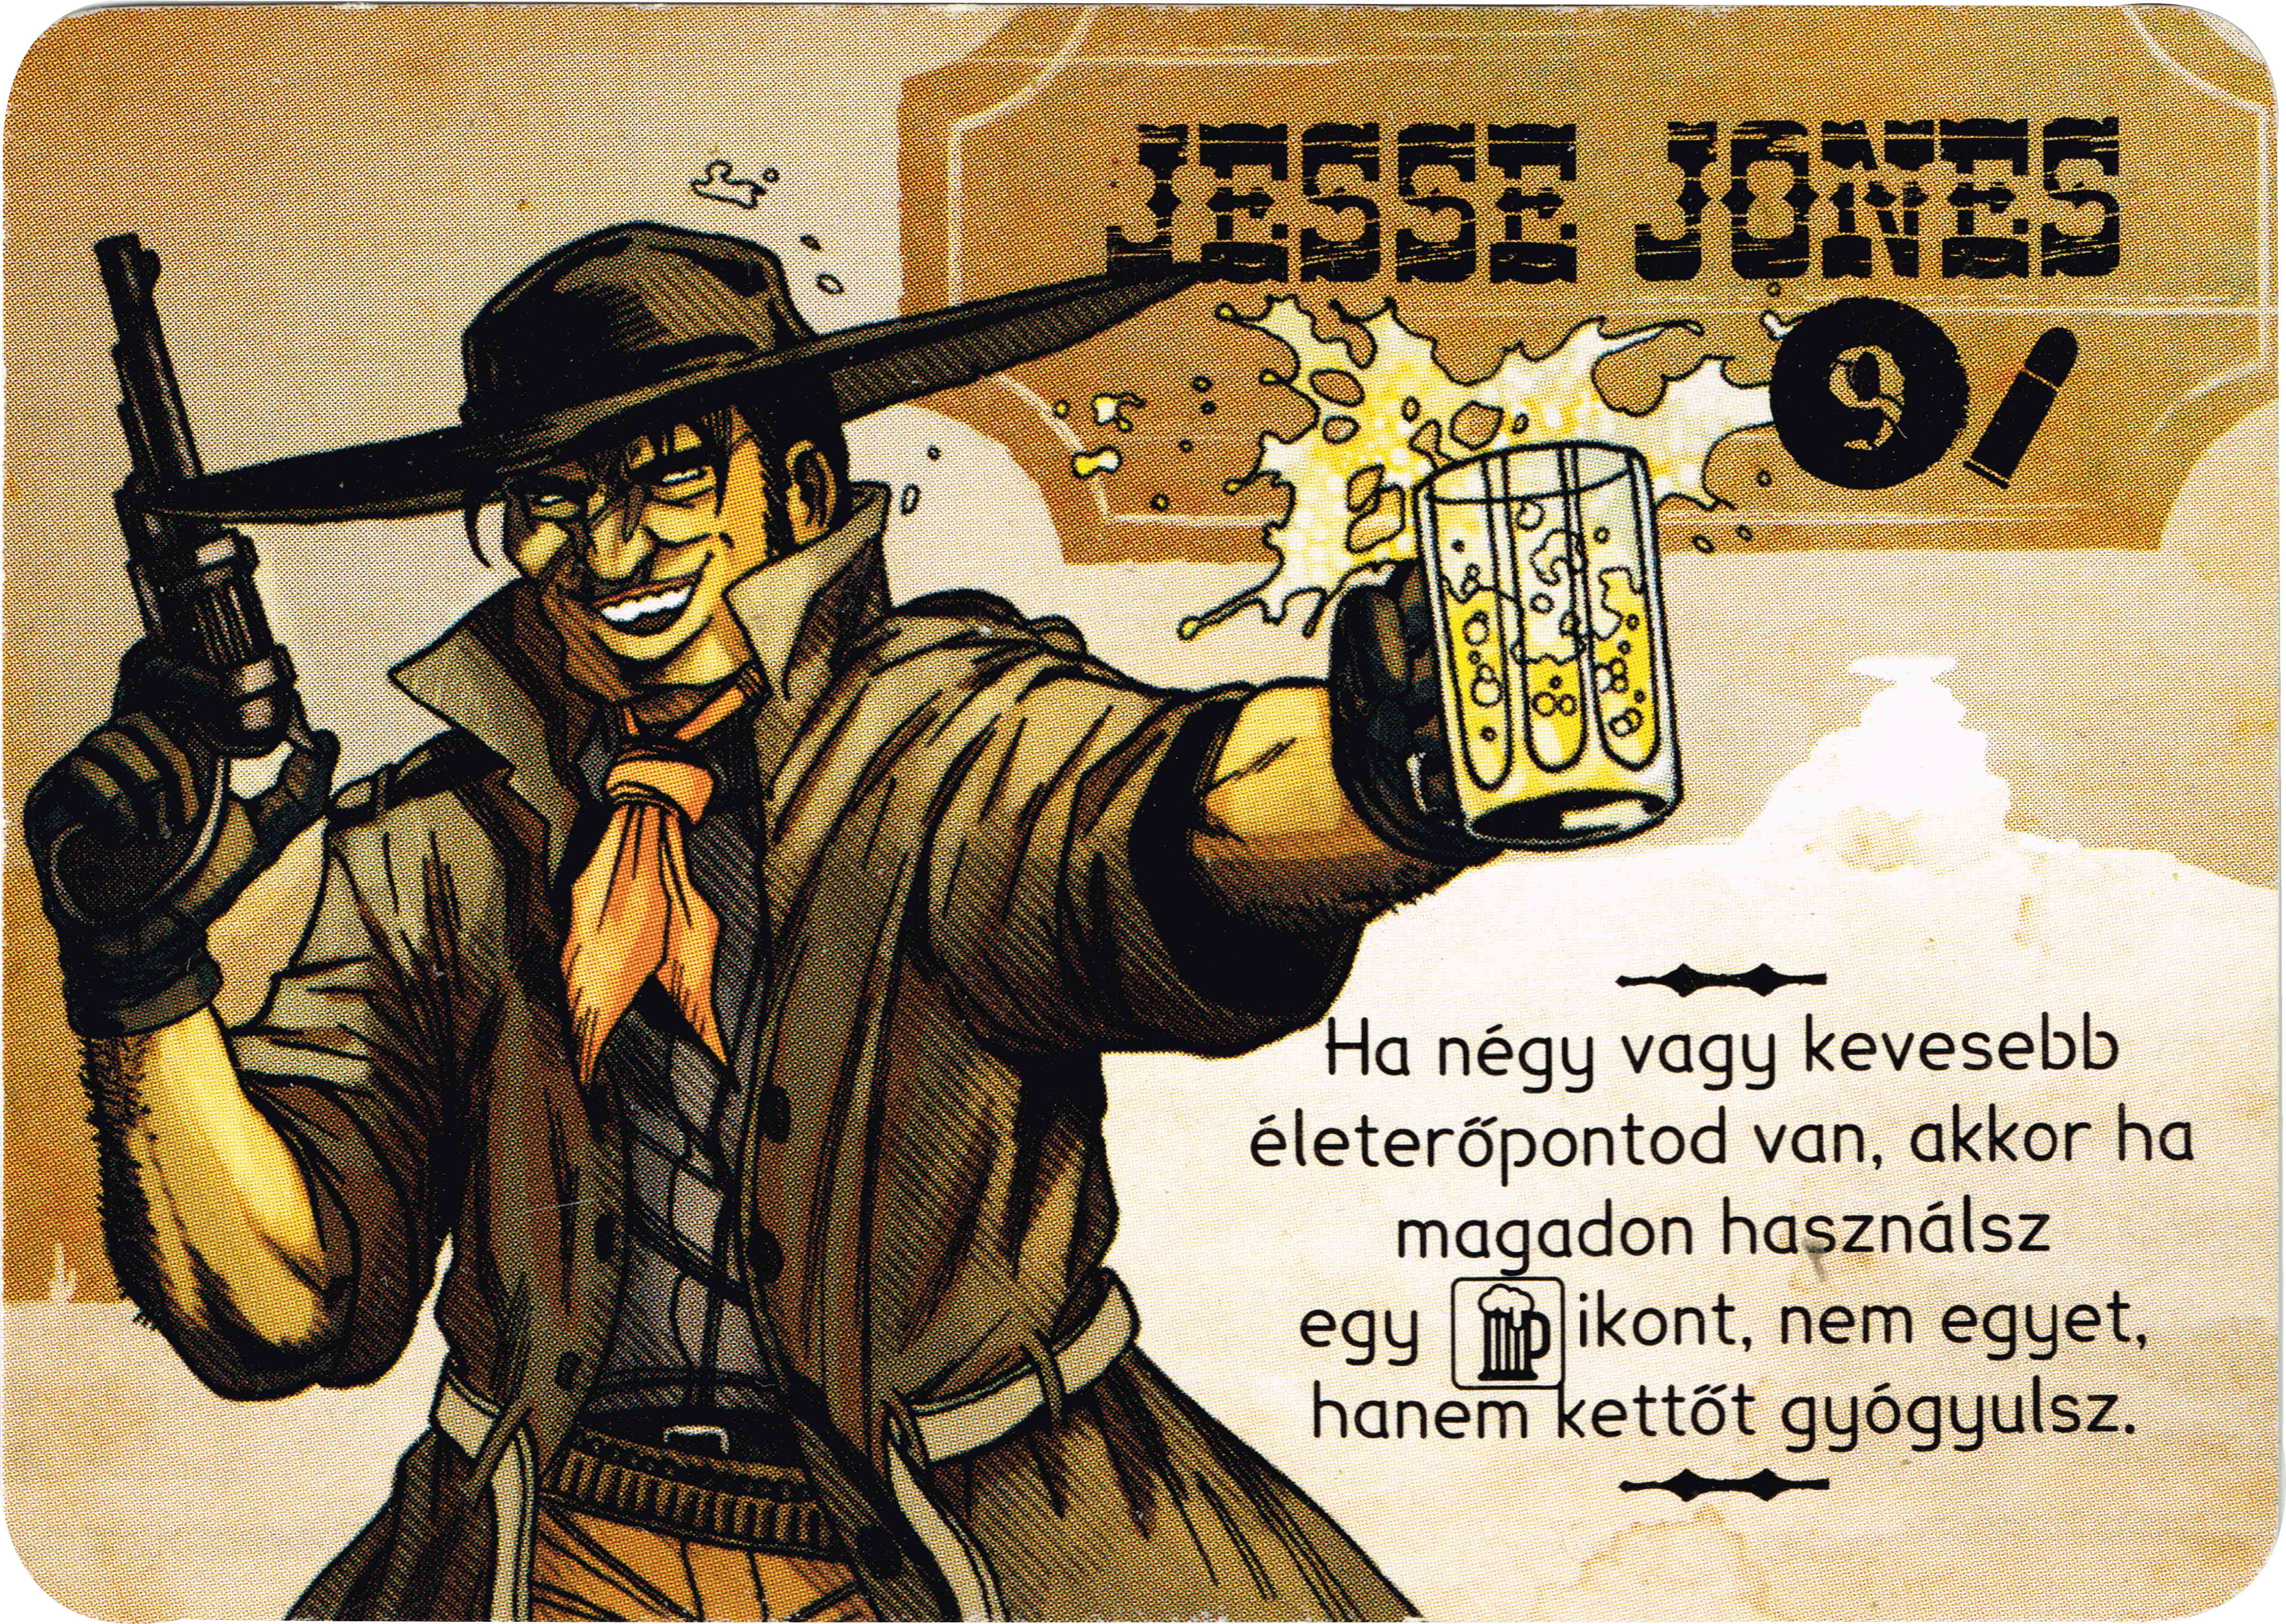 JESSE JONES
9
Ha négy vagy kevesebb
életerőpontod van, akkor ha
magadon használsz
egy ikont, nem egyet,
hanem kettőt gyógyulsz.